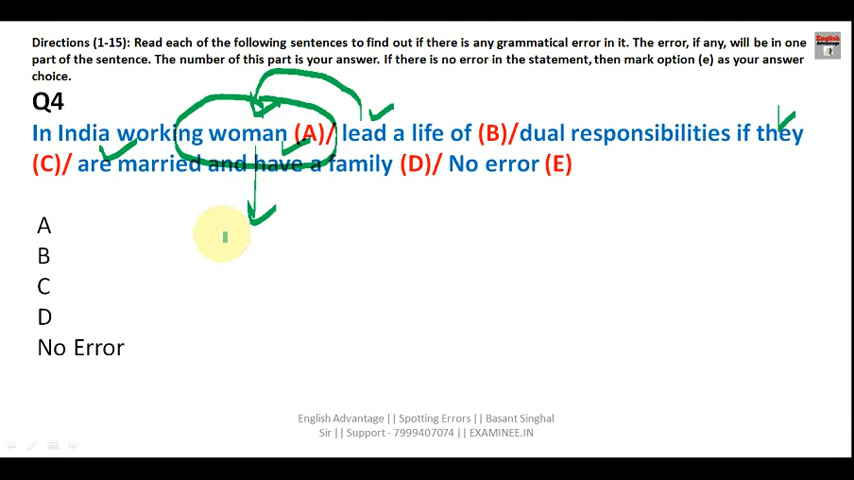 Directions (1-15): Read each of the following sentences to find out if there is any grammatical error in it. The error, if any, will be in one
part of the sentence. The number of this part is your answer. If there is no error in the statement, then mark option (e) as your answer
choice.
English
Advantage
Q4
In India working woman (A)/ lead a life of (B)/dual responsibilities if they
(C)/ are married and have a family (D)/ No error (E)
A
B
C
D
No Error
English Advantage || Spotting Errors || Basant Singhal
Sir || Support - 7999407074 || EXAMINEE.IN